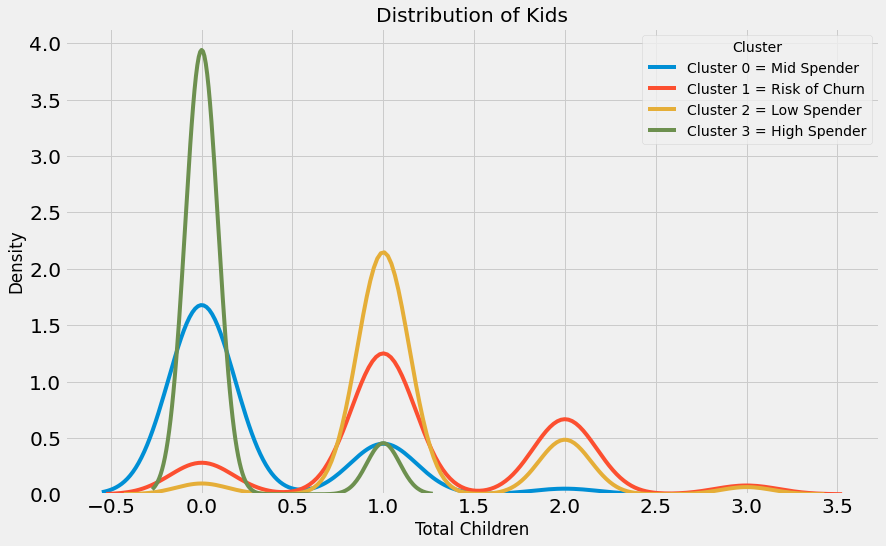 Distribution of Kids
Cluster
Cluster 0 = Mid Spender
Cluster 1 = Risk of Churn
Cluster 2 = Low Spender
Cluster 3 = High Spender
4.0
3.5
3.0
2.5
2.0
1.5
1.0
0.5
0.0
Density
−0.5 0.0 0.5 1.0 1.5 2.0 2.5 3.0 3.5
Total Children